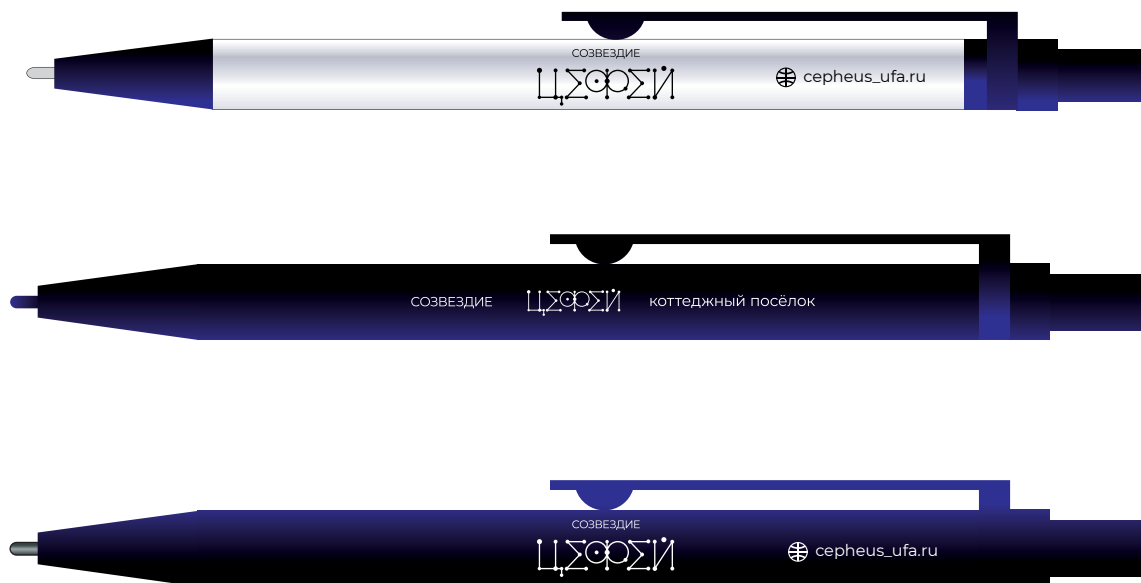 СОЗВЕЗДИЕ
ЦЕФЕЙ
cepheus_ufa.ru
СОЗВЕЗДИЕ ЦЕФЕЙ коттеджный посёлок
СОЗВЕЗДИЕ
ЦЕФЕЙ
cepheus_ufa.ru